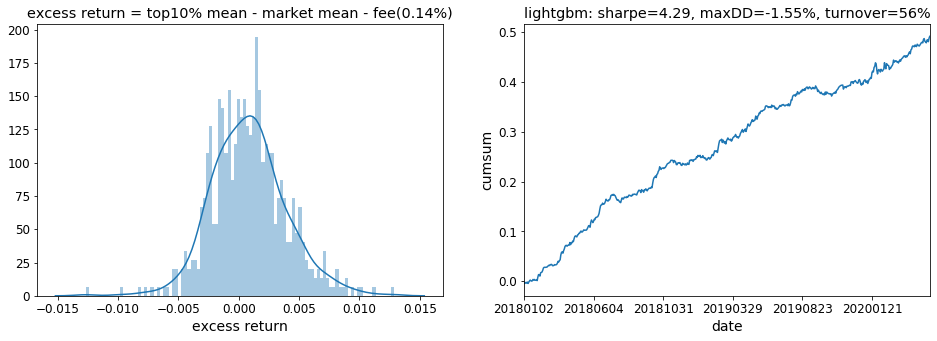 excess return = top10% mean - market mean - fee(0.14%)
200
175
150
125
100
75
50
25
0
−0.015 −0.010 −0.005 0.000 0.005 0.010 0.015
excess return
lightgbm: sharpe=4.29, maxDD=-1.55%, turnover=56%
0.5
0.4
0.3
0.2
0.1
0.0
cumsum
20180102 20180604 20181031 20190329 20190823 20200121
date